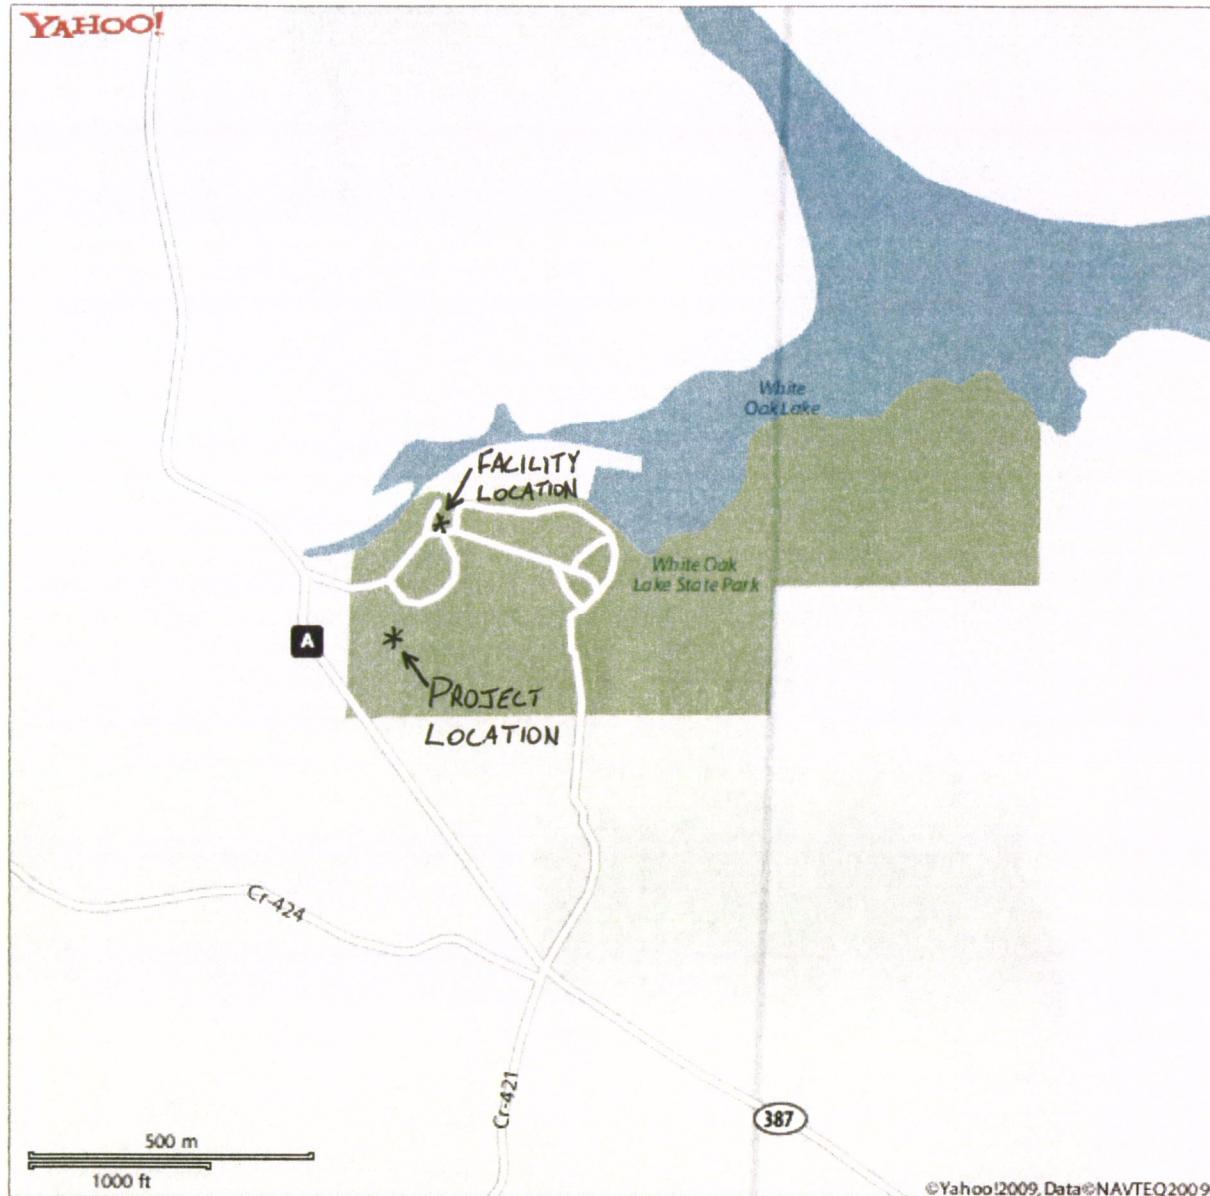 YAHOO!
White
Oak Lake
FACILITY
LOCATION
White Oak
Lake State Park
A
PROJECT
LOCATION
Cr-424
Cr-421
387
500 m
1000 ft
©Yahoo!2009, Data©NAVTEQ2009